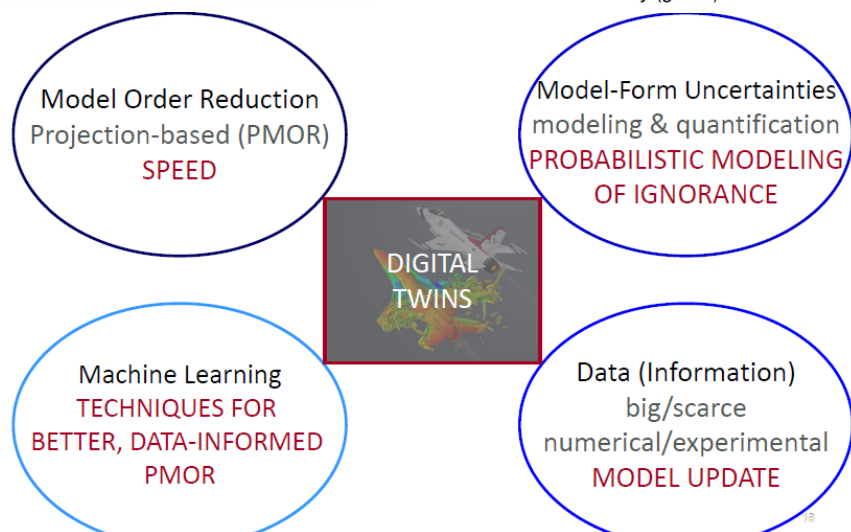 Model Order Reduction
Projection-based (PMOR)
SPEED
Model-Form Uncertainties
modeling & quantification
PROBABILISTIC MODELING
OF IGNORANCE
DIGITAL
TWINS
Machine Learning
TECHNIQUES FOR
BETTER, DATA-INFORMED
PMOR
Data (Information)
big/scarce
numerical/experimental
MODEL UPDATE
18